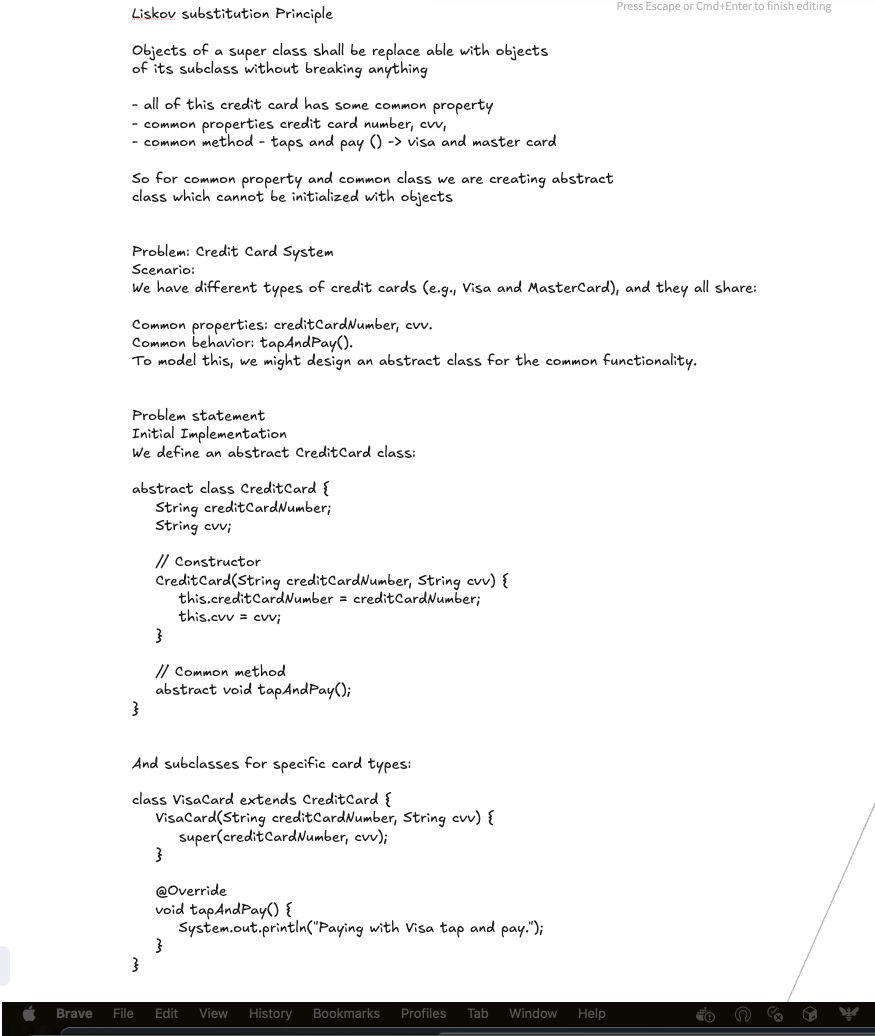 Press Escape or Cmd+Enter to finish editing
Liskov substitution Principle
Objects of a super class shall be replace able with objects
of its subclass without breaking anything
- all of this credit card has some common property
- common properties credit card number, cvv,
- common method - taps and pay () -> visa and master card
So for common property and common class we are creating abstract
class which cannot be initialized with objects
Problem: Credit Card System
Scenario:
We have different types of credit cards (e.g., Visa and MasterCard), and they all share:
Common properties: creditCardNumber, cvv.
Common behavior: tapAndPay().
To model this, we might design an abstract class for the common functionality.
Problem statement
Initial Implementation
We define an abstract CreditCard class:
abstract class CreditCard {
    String creditCardNumber;
    String cvv;
    // Constructor
    CreditCard(String creditCardNumber, String cvv) {
        this.creditCardNumber = creditCardNumber;
        this.cvv = cvv;
    }
    // Common method
    abstract void tapAndPay();
}
And subclasses for specific card types:
class VisaCard extends CreditCard {
    VisaCard(String creditCardNumber, String cvv) {
        super(creditCardNumber, cvv);
    }
    @Override
    void tapAndPay() {
        System.out.println("Paying with Visa tap and pay.");
    }
}
Brave File Edit View History Bookmarks Profiles Tab Window Help